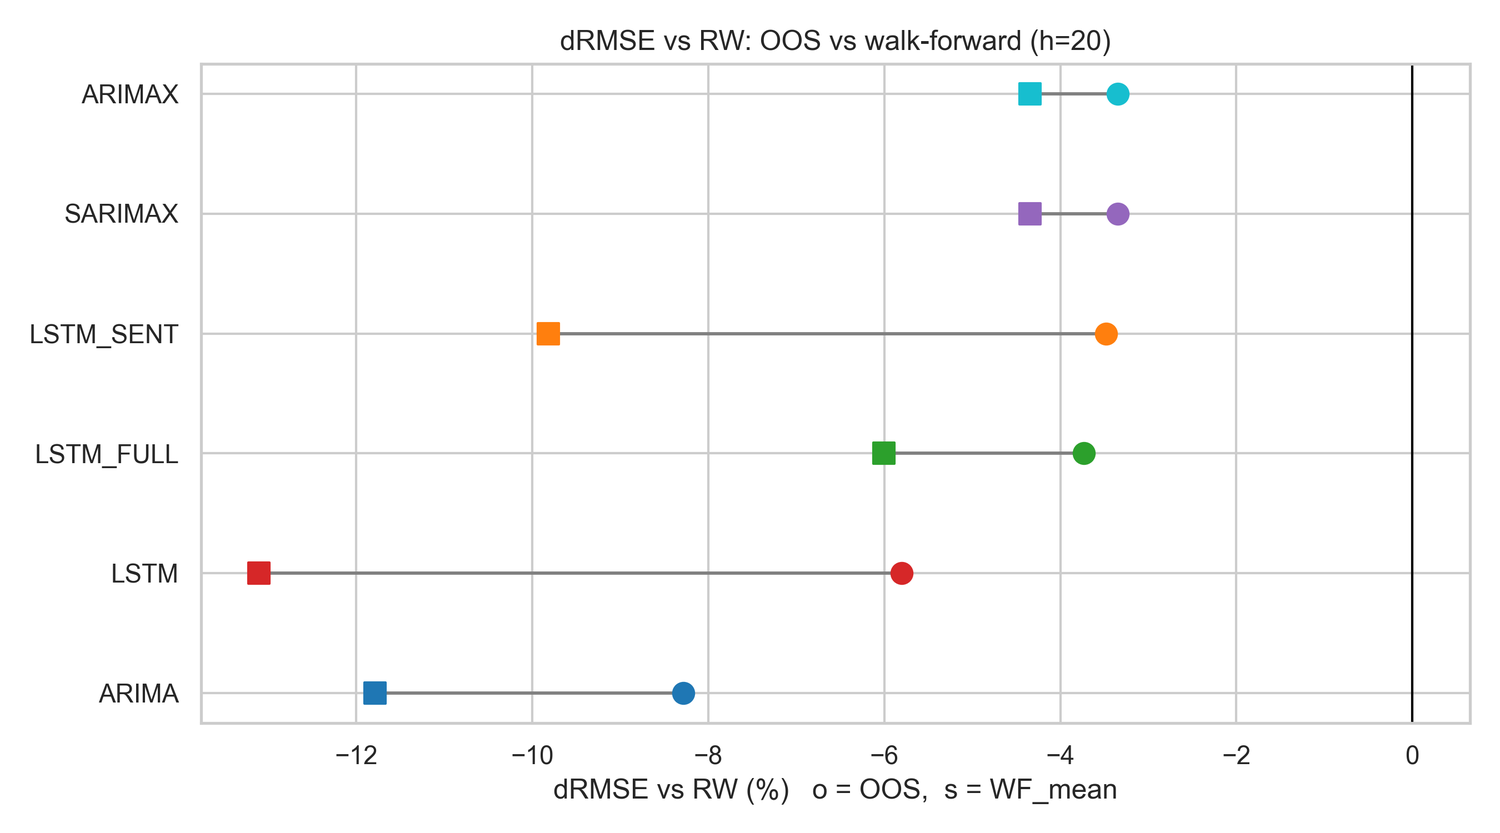 dRMSE vs RW: OOS vs walk-forward (h=20)
ARIMAX
SARIMAX
LSTM_SENT
LSTM_FULL
LSTM
ARIMA
−12 −10 −8 −6 −4 −2 0
dRMSE vs RW (%)   o = OOS,  s = WF_mean